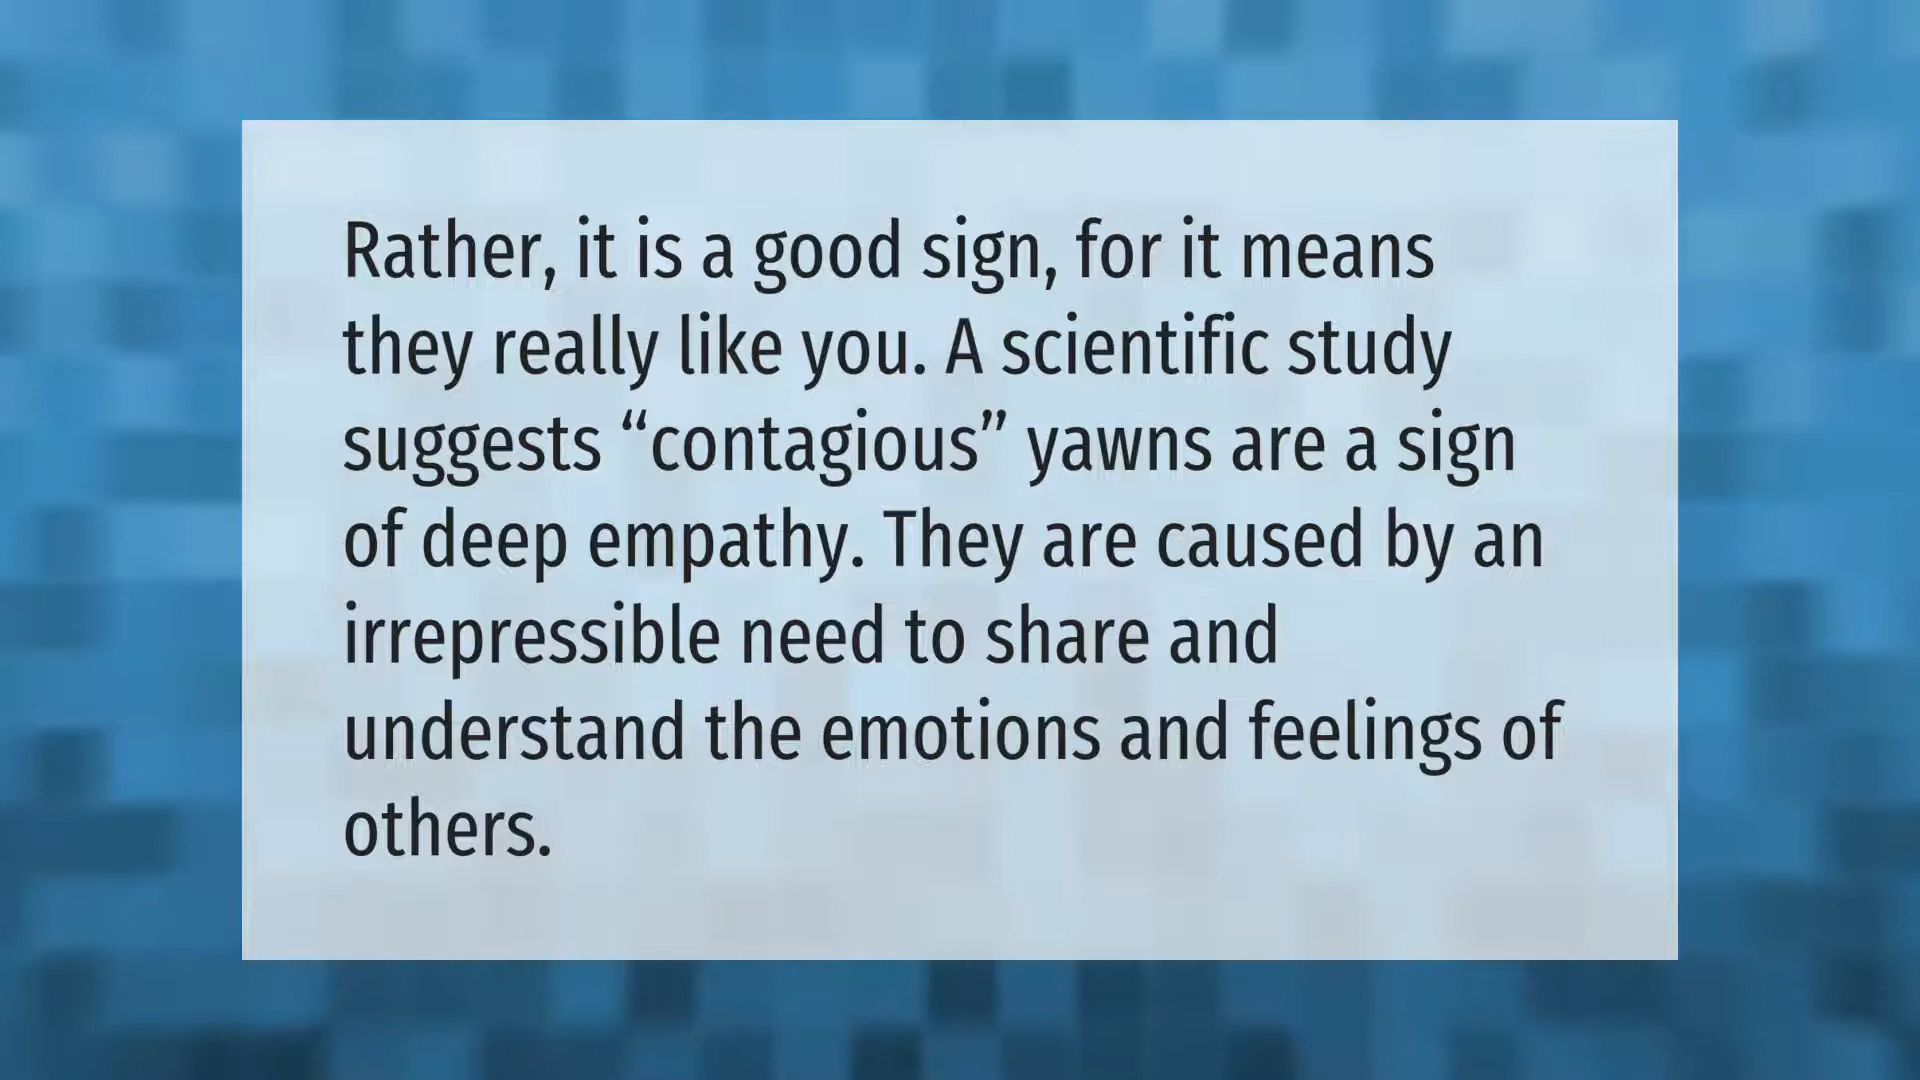 Rather, it is a good sign, for it means
they really like you. A scientific study
suggests “contagious” yawns are a sign
of deep empathy. They are caused by an
irrepressible need to share and
understand the emotions and feelings of
others.